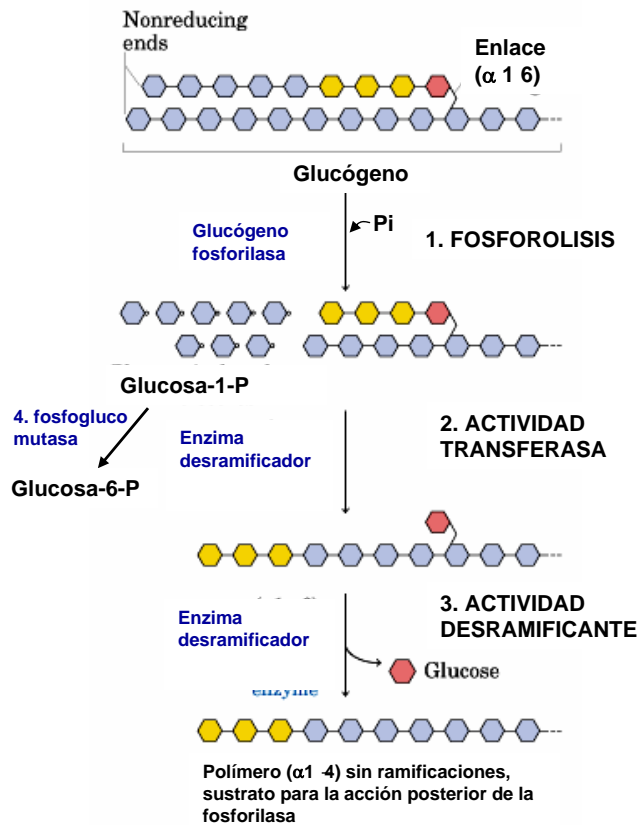 Nonreducing
ends
Enlace
(α 1 6)
Glucógeno
Glucógeno
fosforilasa
Pi
1. FOSFOROLISIS
Glucosa-1-P
4. fosfogluco
mutasa
Glucosa-6-P
Enzima
desramificador
2. ACTIVIDAD
TRANSFERASA
Enzima
desramificador
3. ACTIVIDAD
DESRAMIFICANTE
Glucose
enzyme
Polímero (α1 -4) sin ramificaciones,
sustrato para la acción posterior de la
fosforilasa